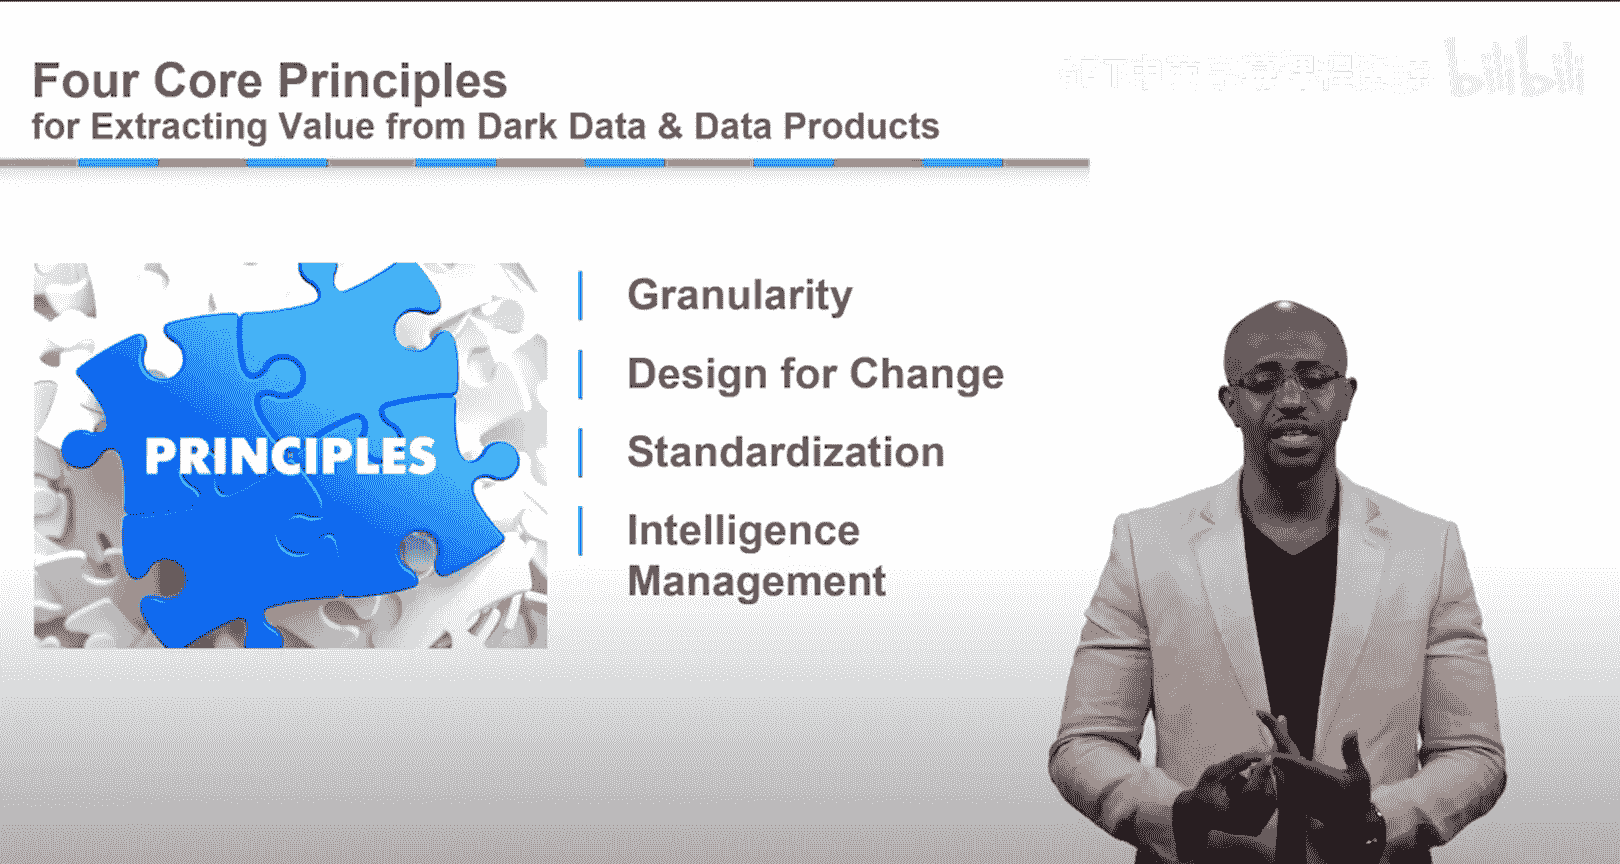 Four Core Principles
for Extracting Value from Dark Data & Data Products
bilibili
PRINCIPLES
Granularity
Design for Change
Standardization
Intelligence
Management